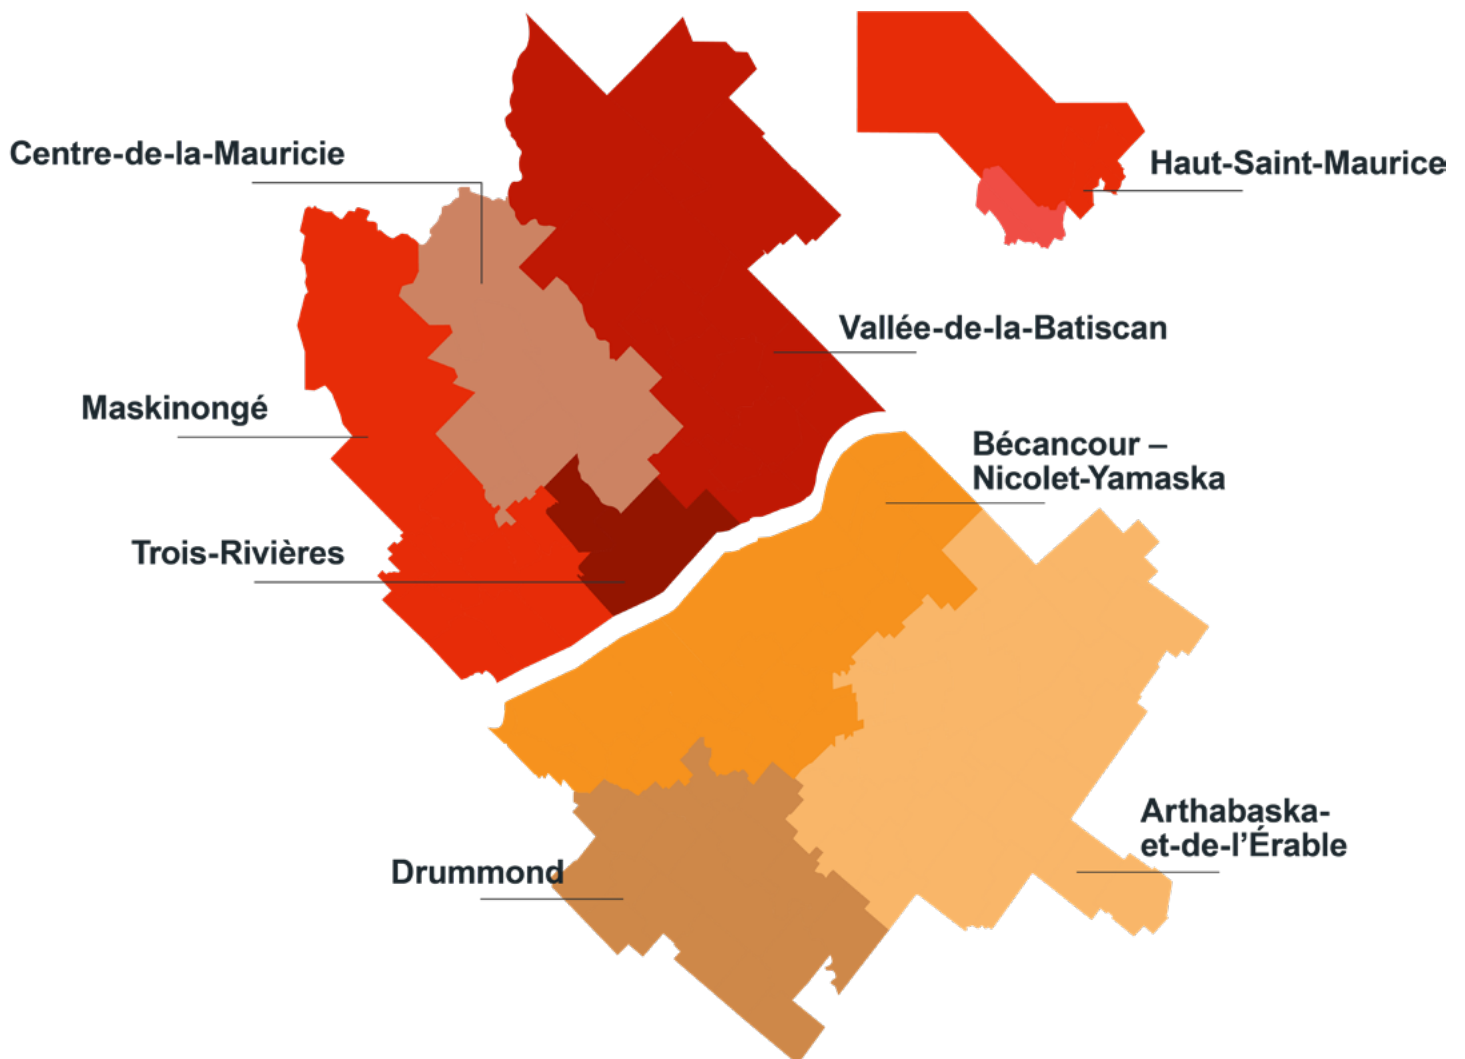 Centre-de-la-Mauricie
Haut-Saint-Maurice
Vallée-de-la-Batiscan
Maskinongé
Bécancour –
Nicolet-Yamaska
Trois-Rivières
Arthabaska-
et-de-l’Érable
Drummond